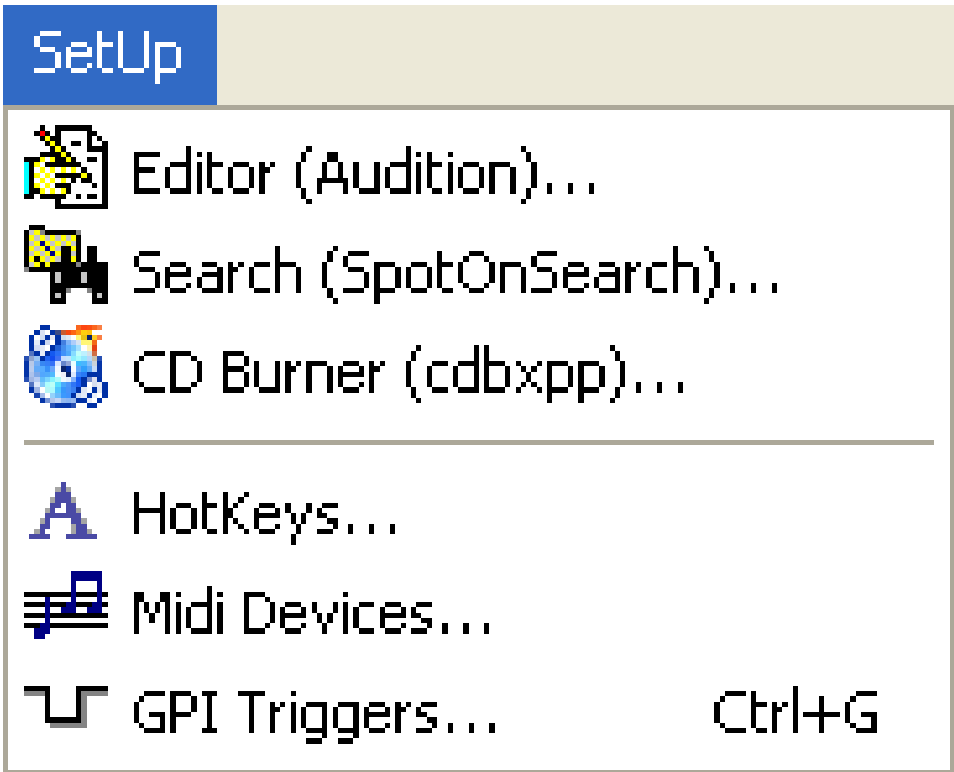 SetUp
Editor (Audition)...
Search (SpotOnSearch)...
CD Burner (cdbxpp)...
HotKeys...
Midi Devices...
GPI Triggers... Ctrl+G